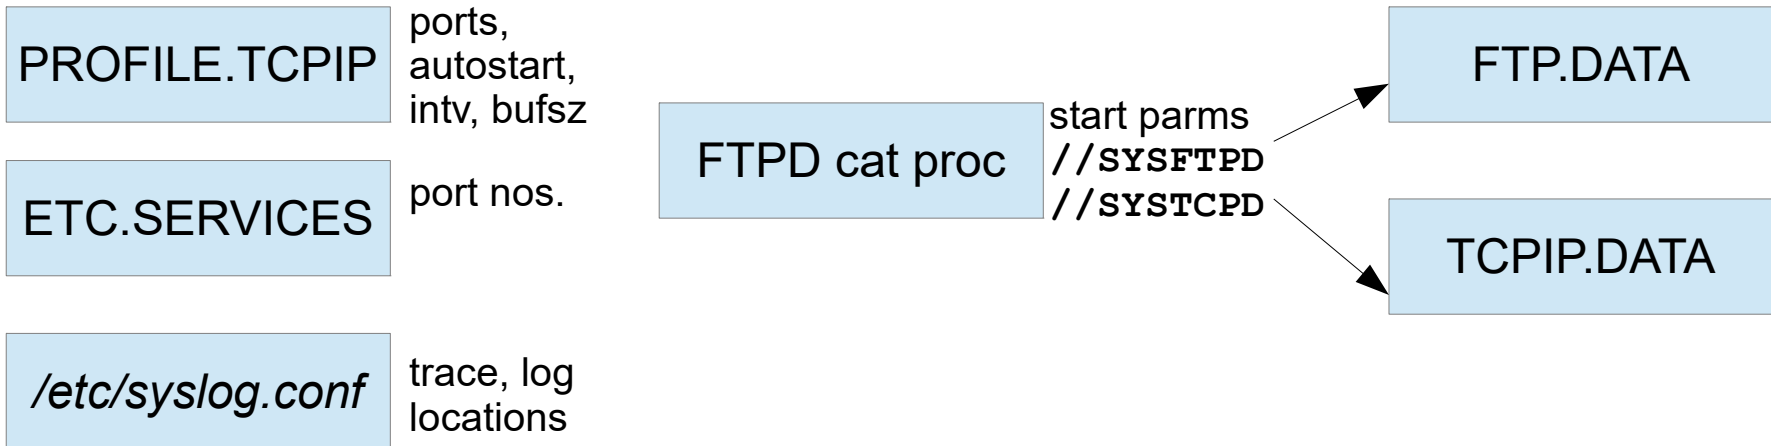 PROFILE.TCPIP
ports,
autostart,
intv, bufsz
ETC.SERVICES
port nos.
/etc/syslog.conf
trace, log
locations
FTPD cat proc
start parms
//SYSFTPD
//SYSTCPD
FTP.DATA
TCPIP.DATA